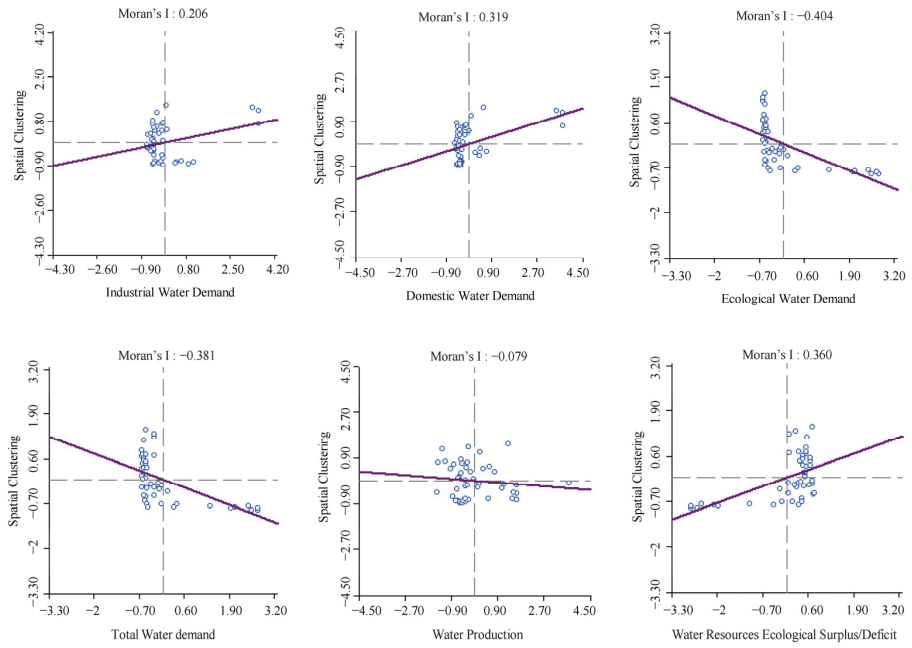 Moran's I : 0.206
4.20
2.50
0.80
−0.90
−2.60
−4.30
Spatial Clustering
−4.30 −2.60 −0.90 0.80 2.50 4.20
Industrial Water Demand
Moran's I : 0.319
4.50
2.70
0.90
−0.90
−2.70
−4.50
Spatial Clustering
−4.50 −2.70 −0.90 0.90 2.70 4.50
Domestic Water Demand
Moran's I : −0.404
3.20
1.90
0.60
−0.70
−2
−3.30
Spatial Clustering
−3.30 −2 −0.70 0.60 1.90 3.20
Ecological Water Demand
Moran's I : −0.381
3.20
1.90
0.60
−0.70
−2
−3.30
Spatial Clustering
−3.30 −2 −0.70 0.60 1.90 3.20
Total Water demand
Moran's I : −0.079
4.50
2.70
0.90
−0.90
−2.70
−4.50
Spatial Clustering
−4.50 −2.70 −0.90 0.90 2.70 4.50
Water Production
Moran's I : 0.360
3.20
1.90
0.60
−0.70
−2
−3.30
Spatial Clustering
−3.30 −2 −0.70 0.60 1.90 3.20
Water Resources Ecological Surplus/Deficit